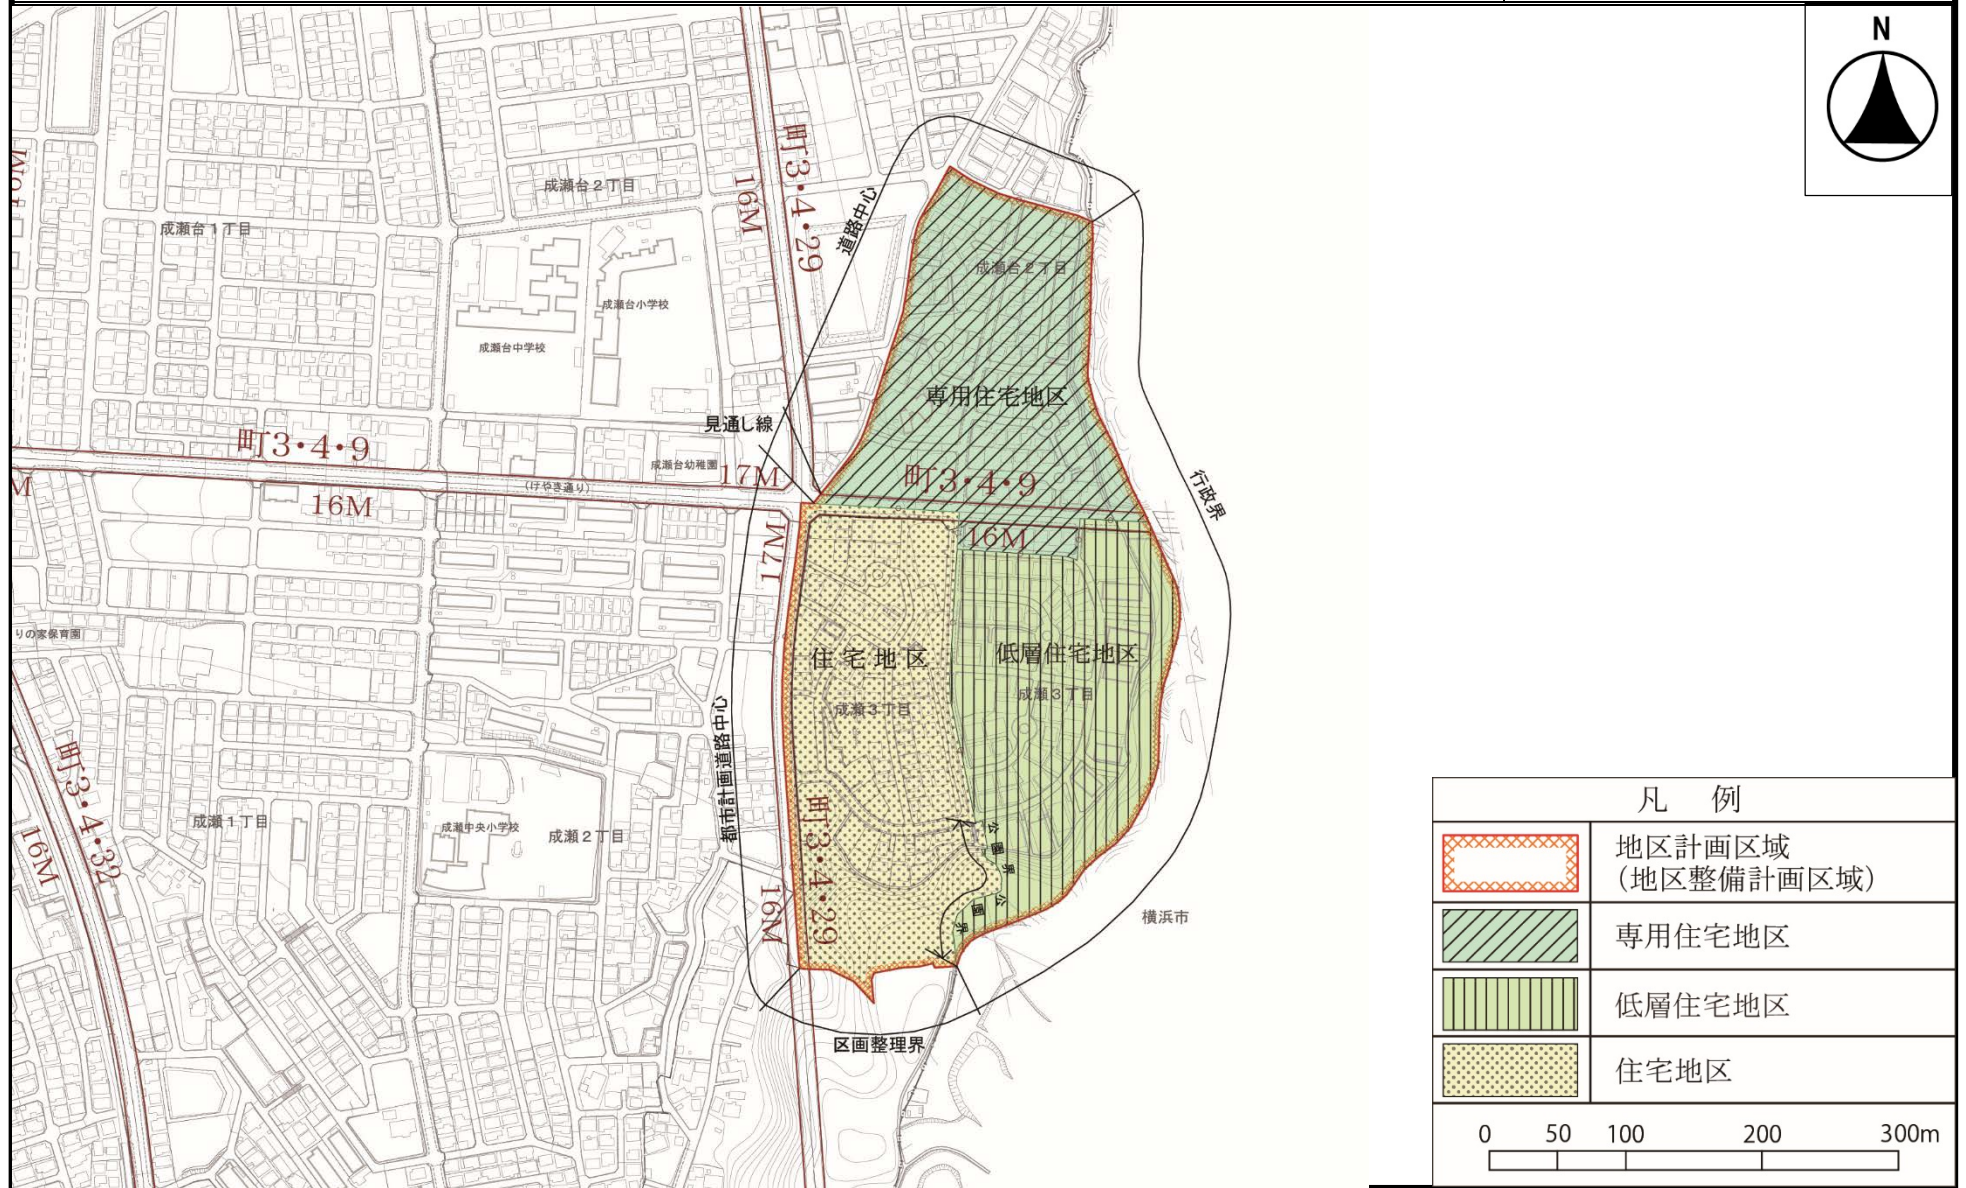 N
町3・4・29
16M
成瀬台2丁目
成瀬台1丁目
道路中心
成瀬台2丁目
成瀬台小学校
成瀬台中学校
専用住宅地区
見通し線
町3・4・9
成瀬台幼稚園
17M
町3・4・9
(けやき通り)
16M
M
行政界
17M
16M
りの家保育園
住宅地区
低層住宅地区
成瀬3丁目
成瀬3丁目
都市計画道路中心
町3・4・32
16M
成瀬1丁目
成瀬中央小学校
成瀬2丁目
町3・4・29
16M
公園界
公園界
横浜市
区画整理界
凡 例
地区計画区域
(地区整備計画区域)
専用住宅地区
低層住宅地区
住宅地区
0 50 100 200 300m